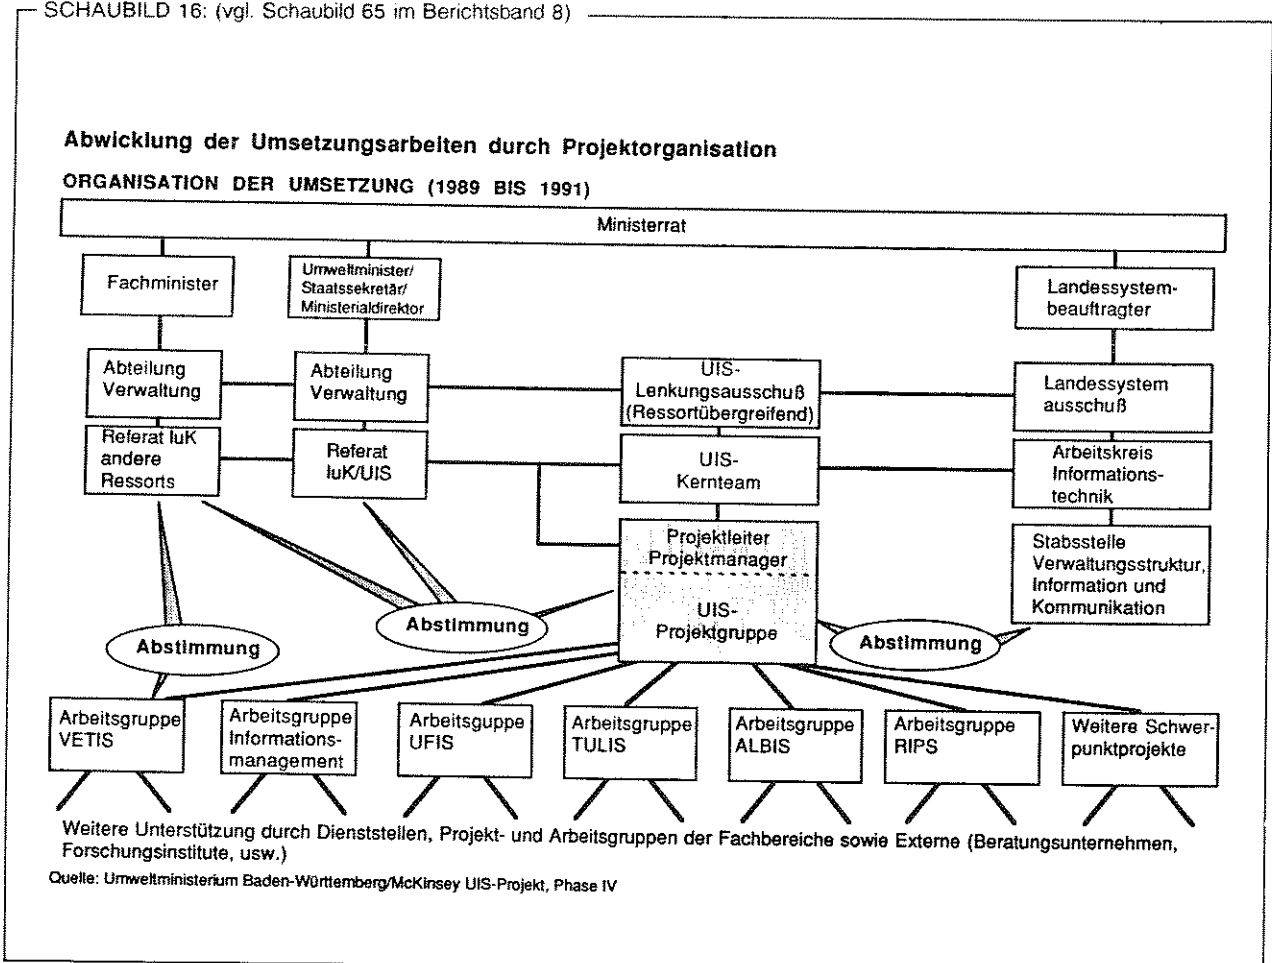 SCHAUBILD 16: (vgl. Schaubild 65 im Berichtsband 8)
Abwicklung der Umsetzungsarbeiten durch Projektorganisation
ORGANISATION DER UMSETZUNG (1989 BIS 1991)
Ministerrat
Fachminister
Umweltminister/
Staatssekretär/
Ministerialdirektor
Landessystem-
beauftragter
Abteilung
Verwaltung
Abteilung
Verwaltung
UIS-
Lenkungsausschuß
(Ressortübergreifend)
Landessystem
ausschuß
Referat IuK
andere
Ressorts
Referat
IuK/UIS
UIS-
Kernteam
Arbeitskreis
Informations-
technik
Projektleiter
Projektmanager
UIS-
Projektgruppe
Stabsstelle
Verwaltungsstruktur,
Information und
Kommunikation
Abstimmung
Abstimmung
Abstimmung
Arbeitsgruppe
VETIS
Arbeitsgruppe
Informations-
management
Arbeitsguppe
UFIS
Arbeitsgruppe
TULIS
Arbeitsgruppe
ALBIS
Arbeitsgruppe
RIPS
Weitere Schwer-
punktprojekte
Weitere Unterstützung durch Dienststellen, Projekt- und Arbeitsgruppen der Fachbereiche sowie Externe (Beratungsunternehmen,
Forschungsinstitute, usw.)
Quelle: Umweltministerium Baden-Württemberg/McKinsey UIS-Projekt, Phase IV